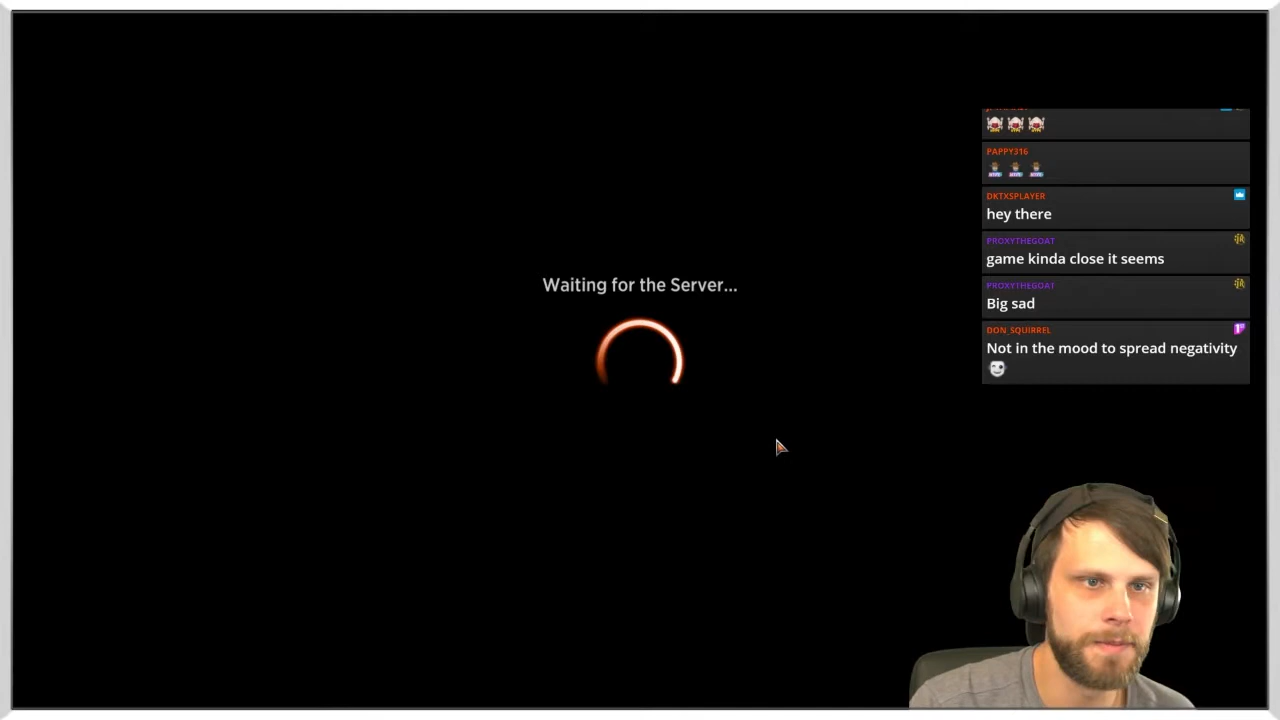 Waiting for the Server...
PAPPY316
DKTXSPLAYER
hey there
PROXYTHEGOAT
game kinda close it seems
PROXYTHEGOAT
Big sad
DON_SQUIRREL
Not in the mood to spread negativity